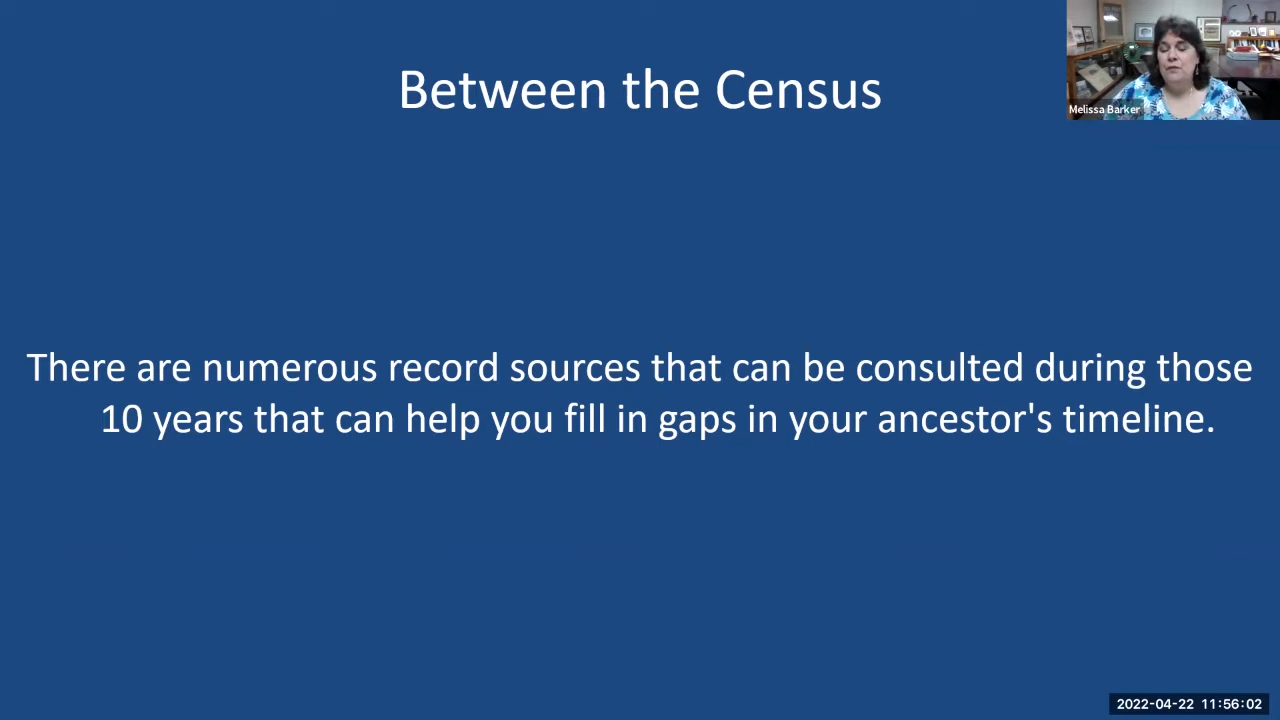 Between the Census
Melissa Barker
There are numerous record sources that can be consulted during those
10 years that can help you fill in gaps in your ancestor's timeline.
2022-04-22 11:56:02